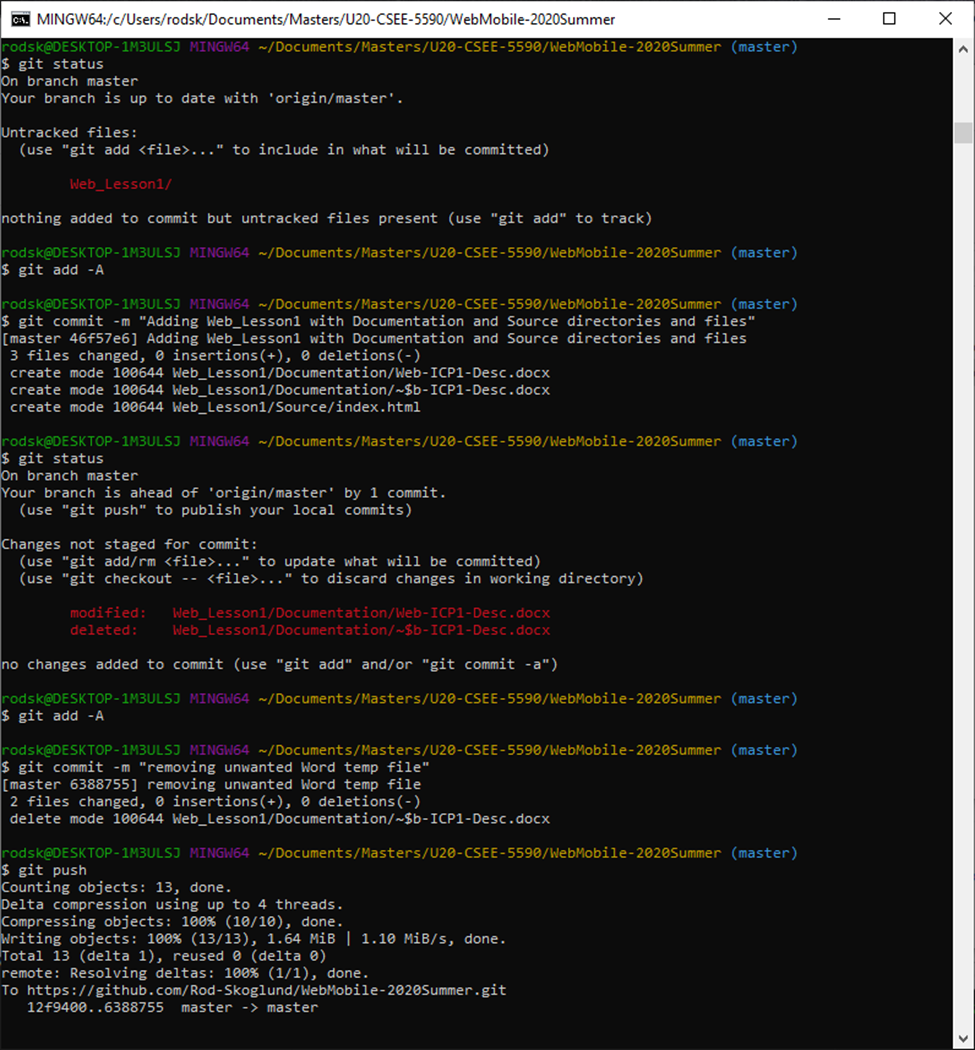 MINGW64:/c/Users/rodsk/Documents/Masters/U20-CSEE-5590/WebMobile-2020Summer
rodsk@DESKTOP-1M3ULSJ MINGW64 ~/Documents/Masters/U20-CSEE-5590/WebMobile-2020Summer (master)
$ git status
On branch master
Your branch is up to date with 'origin/master'.
Untracked files:
  (use "git add <file>..." to include in what will be committed)
        Web_Lesson1/
nothing added to commit but untracked files present (use "git add" to track)
rodsk@DESKTOP-1M3ULSJ MINGW64 ~/Documents/Masters/U20-CSEE-5590/WebMobile-2020Summer (master)
$ git add -A
rodsk@DESKTOP-1M3ULSJ MINGW64 ~/Documents/Masters/U20-CSEE-5590/WebMobile-2020Summer (master)
$ git commit -m "Adding Web_Lesson1 with Documentation and Source directories and files"
[master 46f57e6] Adding Web_Lesson1 with Documentation and Source directories and files
 3 files changed, 0 insertions(+), 0 deletions(-)
 create mode 100644 Web_Lesson1/Documentation/Web-ICP1-Desc.docx
 create mode 100644 Web_Lesson1/Documentation/~$b-ICP1-Desc.docx
 create mode 100644 Web_Lesson1/Source/index.html
rodsk@DESKTOP-1M3ULSJ MINGW64 ~/Documents/Masters/U20-CSEE-5590/WebMobile-2020Summer (master)
$ git status
On branch master
Your branch is ahead of 'origin/master' by 1 commit.
  (use "git push" to publish your local commits)
Changes not staged for commit:
  (use "git add/rm <file>..." to update what will be committed)
  (use "git checkout -- <file>..." to discard changes in working directory)
        modified:   Web_Lesson1/Documentation/Web-ICP1-Desc.docx
        deleted:    Web_Lesson1/Documentation/~$b-ICP1-Desc.docx
no changes added to commit (use "git add" and/or "git commit -a")
rodsk@DESKTOP-1M3ULSJ MINGW64 ~/Documents/Masters/U20-CSEE-5590/WebMobile-2020Summer (master)
$ git add -A
rodsk@DESKTOP-1M3ULSJ MINGW64 ~/Documents/Masters/U20-CSEE-5590/WebMobile-2020Summer (master)
$ git commit -m "removing unwanted Word temp file"
[master 6388755] removing unwanted Word temp file
 2 files changed, 0 insertions(+), 0 deletions(-)
 delete mode 100644 Web_Lesson1/Documentation/~$b-ICP1-Desc.docx
rodsk@DESKTOP-1M3ULSJ MINGW64 ~/Documents/Masters/U20-CSEE-5590/WebMobile-2020Summer (master)
$ git push
Counting objects: 13, done.
Delta compression using up to 4 threads.
Compressing objects: 100% (10/10), done.
Writing objects: 100% (13/13), 1.64 MiB | 1.10 MiB/s, done.
Total 13 (delta 1), reused 0 (delta 0)
remote: Resolving deltas: 100% (1/1), done.
To https://github.com/Rod-Skoglund/WebMobile-2020Summer.git
   12f9400..6388755  master -> master